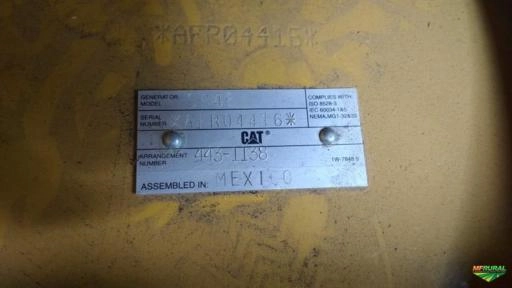 *AFR04416*
GENERATOR
MODEL
COMPLIES WITH:
ISO 8528-3
IEC 60034-1&5
NEMA,MG1-32&33
SERIAL
NUMBER *AFR04416*
CAT
ARRANGEMENT
NUMBER 443-1138
ASSEMBLED IN: MEXICO
MFRURAL